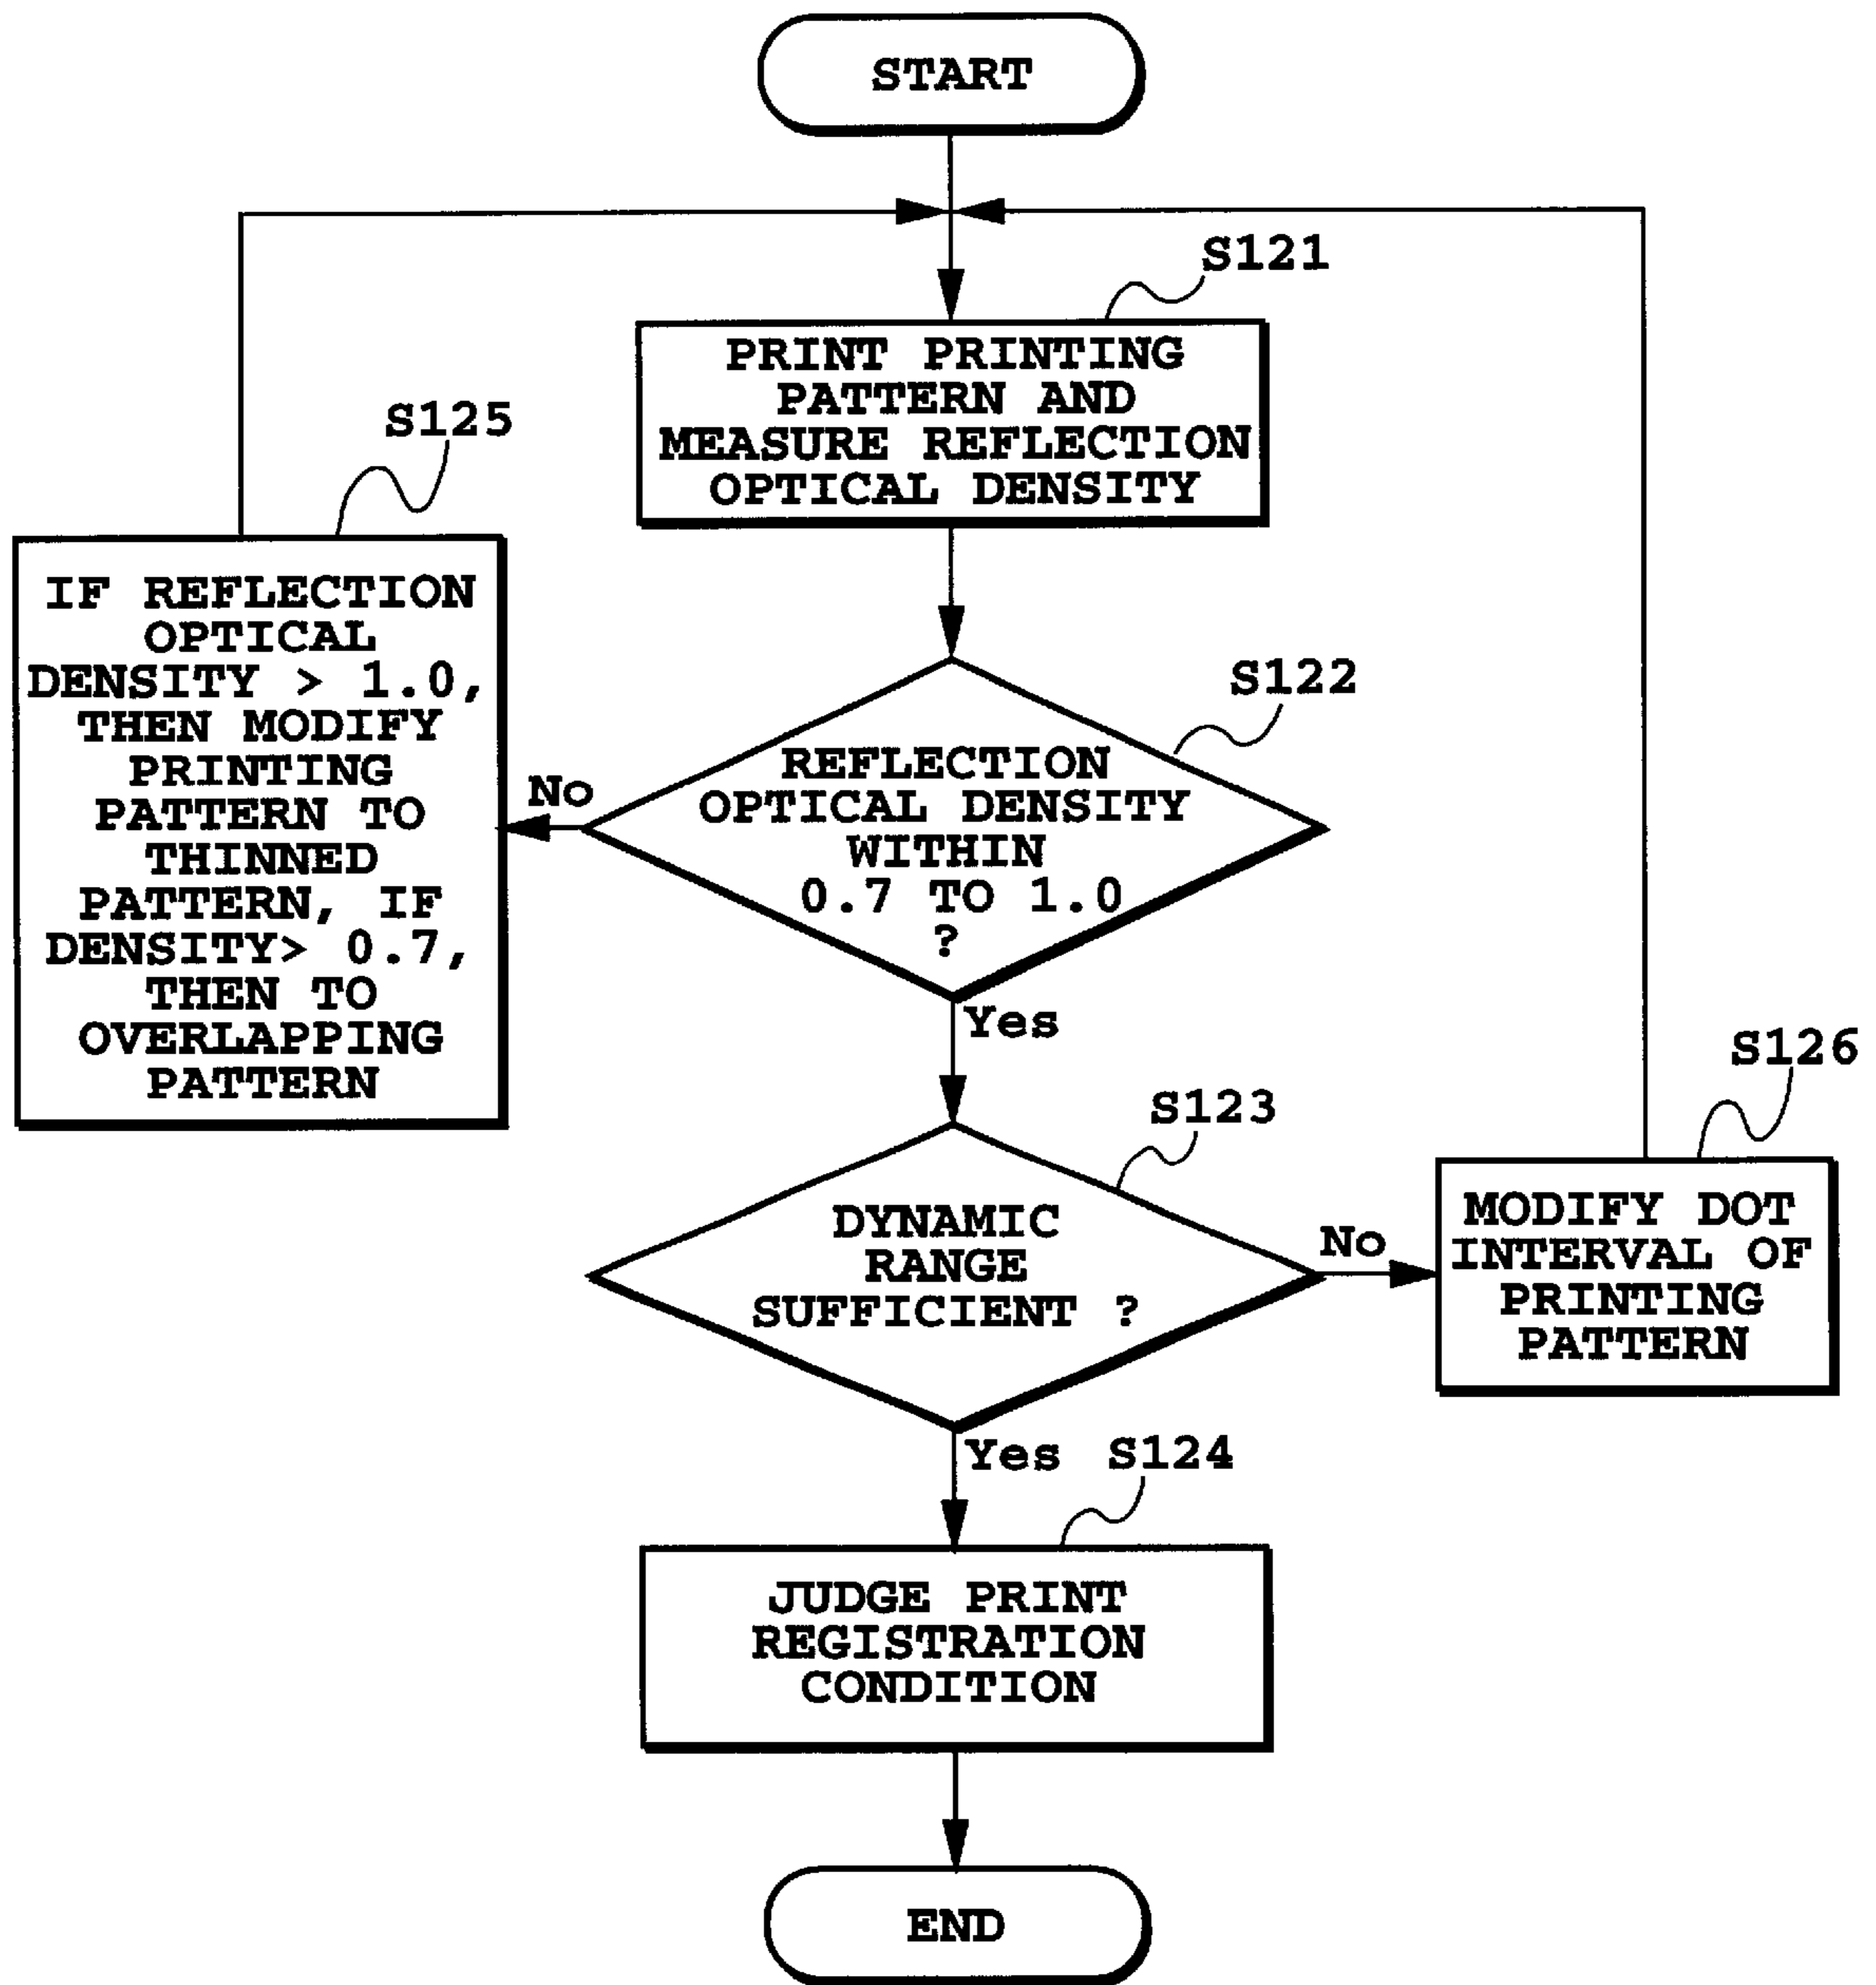 START
S121
PRINT PRINTING
PATTERN AND
MEASURE REFLECTION
OPTICAL DENSITY
S125
IF REFLECTION
OPTICAL
DENSITY > 1.0,
THEN MODIFY
PRINTING
PATTERN TO
THINNED
PATTERN, IF
DENSITY> 0.7,
THEN TO
OVERLAPPING
PATTERN
S122
REFLECTION
OPTICAL DENSITY
WITHIN
0.7 TO 1.0
?
No
Yes
S123
DYNAMIC
RANGE
SUFFICIENT ?
No
S126
MODIFY DOT
INTERVAL OF
PRINTING
PATTERN
Yes
S124
JUDGE PRINT
REGISTRATION
CONDITION
END